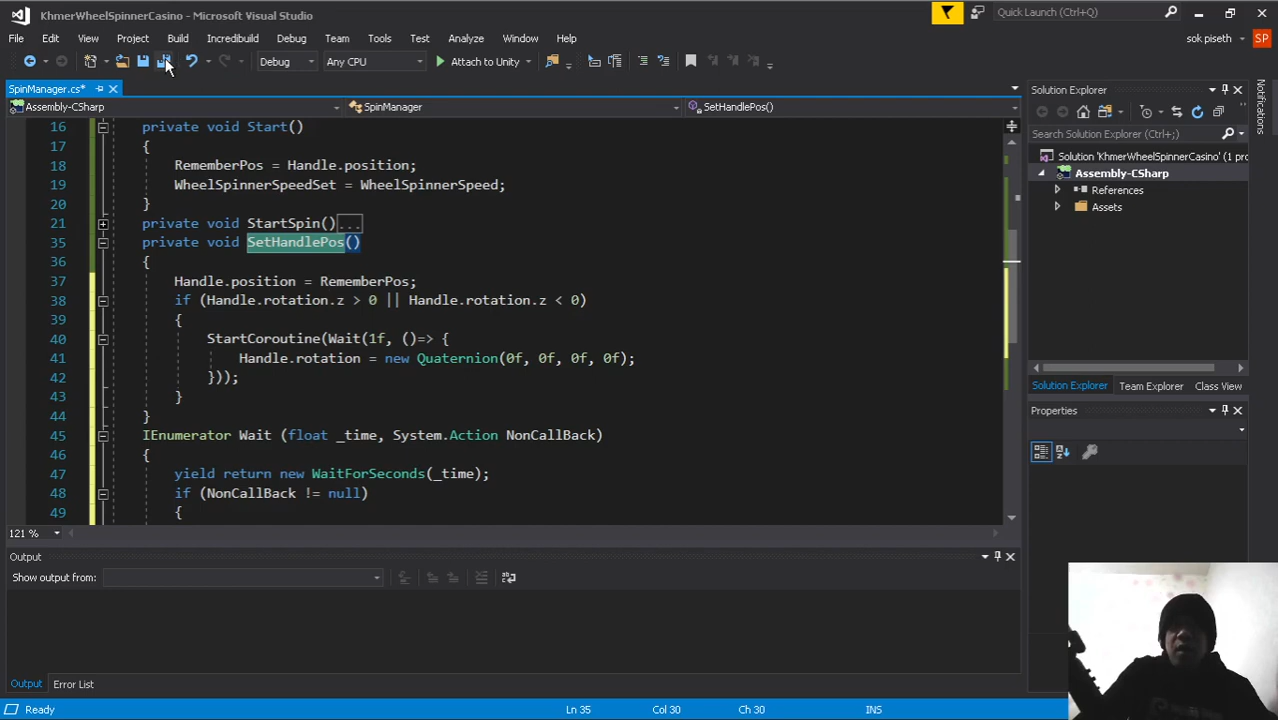 KhmerWheelSpinnerCasino - Microsoft Visual Studio
Quick Launch (Ctrl+Q)
File Edit View Project Build Incredibuild Debug Team Tools Test Analyze Window Help
sok piseth SP
Debug Any CPU Attach to Unity
SpinManager.cs*
Assembly-CSharp SpinManager SetHandlePos()
16 private void Start()
17 {
18 RememberPos = Handle.position;
19 WheelSpinnerSpeedSet = WheelSpinnerSpeed;
20 }
21 private void StartSpin()...
35 private void SetHandlePos()
36 {
37 Handle.position = RememberPos;
38 if (Handle.rotation.z > 0 || Handle.rotation.z < 0)
39 {
40 StartCoroutine(Wait(1f, ()=> {
41 Handle.rotation = new Quaternion(0f, 0f, 0f, 0f);
42 }));
43 }
44 }
45 IEnumerator Wait (float _time, System.Action NonCallBack)
46 {
47 yield return new WaitForSeconds(_time);
48 if (NonCallBack != null)
49 {
121 %
Output
Show output from:
Output Error List
Ready Ln 35 Col 30 Ch 30 INS
Solution Explorer
Search Solution Explorer (Ctrl+;)
Solution 'KhmerWheelSpinnerCasino' (1 pro
Assembly-CSharp
References
Assets
Solution Explorer Team Explorer Class View
Properties
Notifications